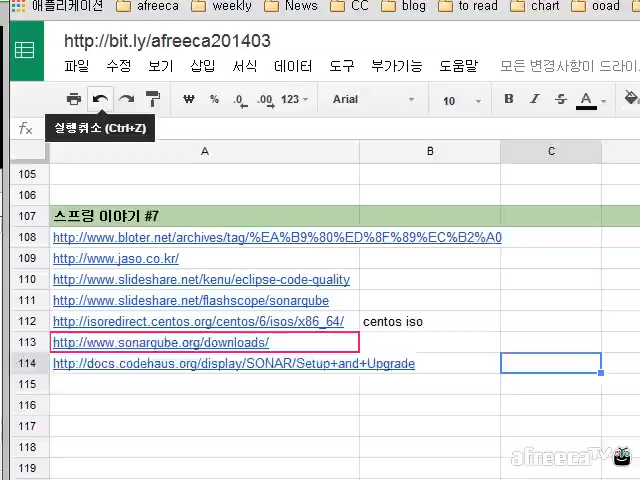 애플리케이션 afreeca weekly News CC blog to read chart ooad
http://bit.ly/afreeca201403
파일 수정 보기 삽입 서식 데이터 도구 부가기능 도움말 모든 변경사항이 드라이
₩ % .0 .00 123 Arial 10 B I S A
실행취소 (Ctrl+Z)
fx
A B C
105
106
107 스프링 이야기 #7
108 http://www.bloter.net/archives/tag/%EA%B9%80%ED%8F%89%EC%B2%A0
109 http://www.jaso.co.kr/
110 http://www.slideshare.net/kenu/eclipse-code-quality
111 http://www.slideshare.net/flashscope/sonarqube
112 http://isoredirect.centos.org/centos/6/isos/x86_64/ centos iso
113 http://www.sonarqube.org/downloads/
114 http://docs.codehaus.org/display/SONAR/Setup+and+Upgrade
115
116
117
118
119
afreecaTV